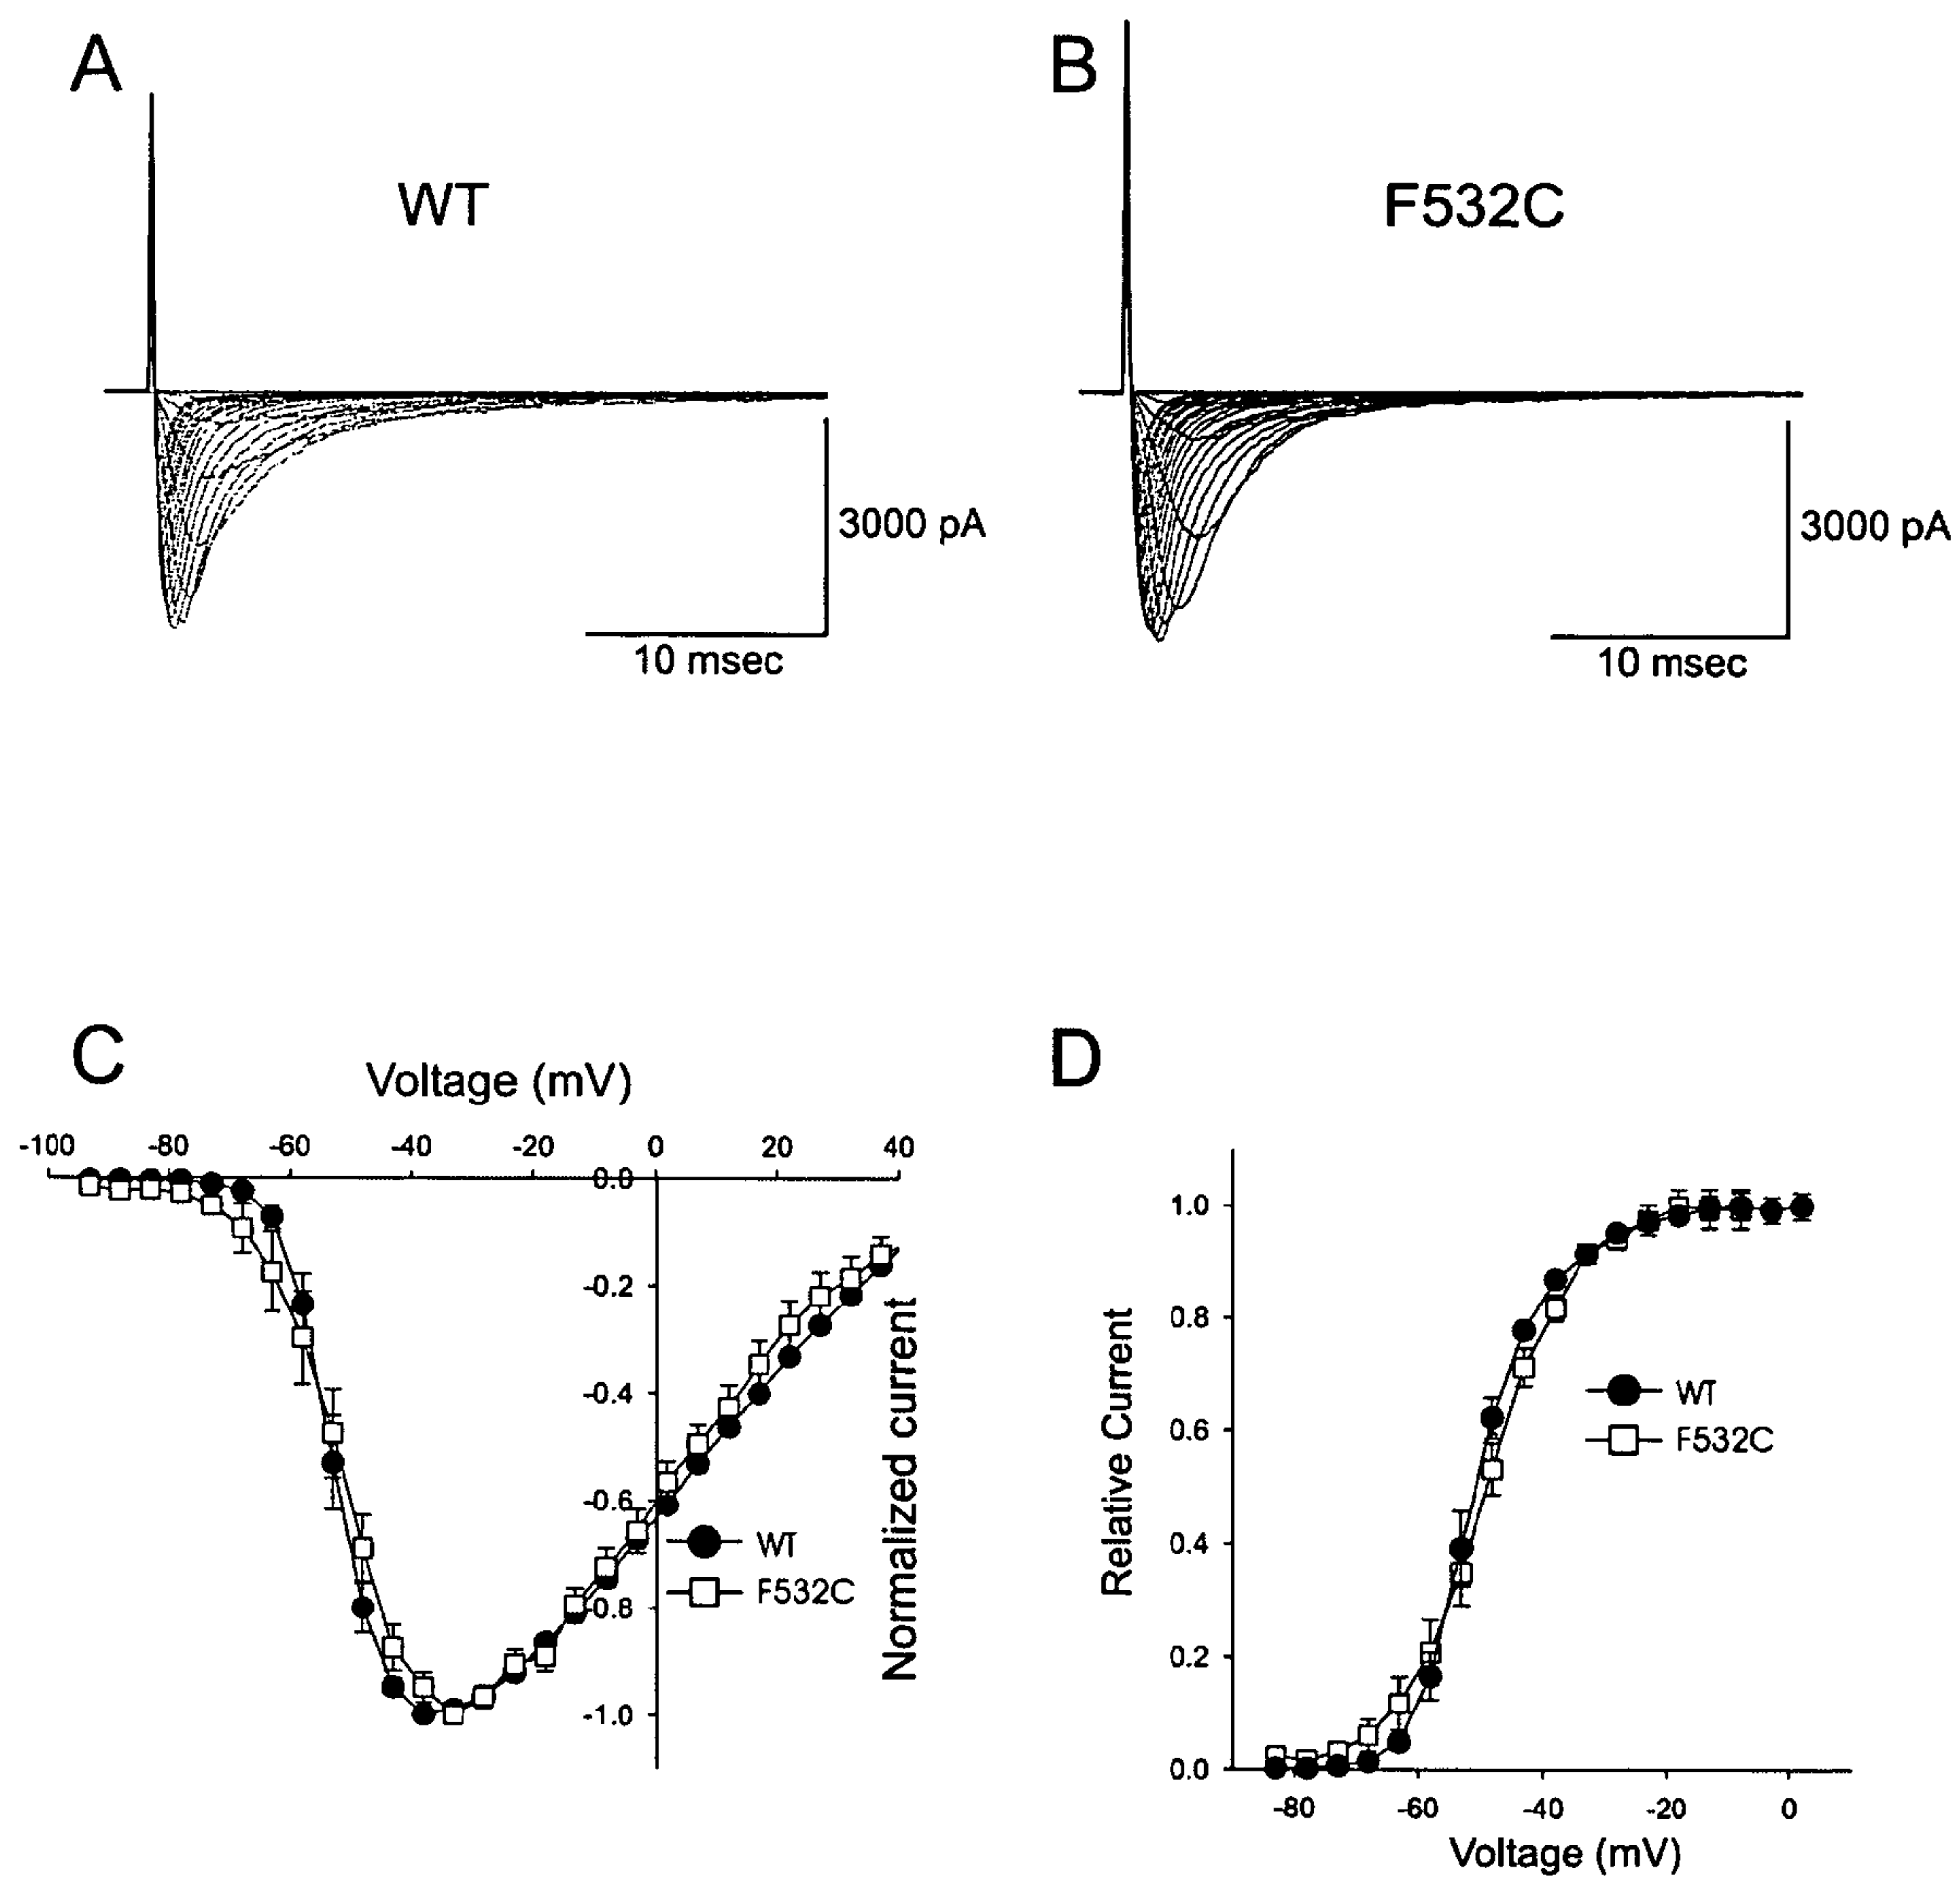 A
B
WT
F532C
3000 pA
3000 pA
10 msec
10 msec
C
D
Voltage (mV)
-100 -80 -60 -40 -20 0 20 40
0.0
-0.2
-0.4
-0.6
-0.8
-1.0
WT
F532C
Normalized current
Relative Current
1.0
0.8
0.6
0.4
0.2
0.0
WT
F532C
-80 -60 -40 -20 0
Voltage (mV)